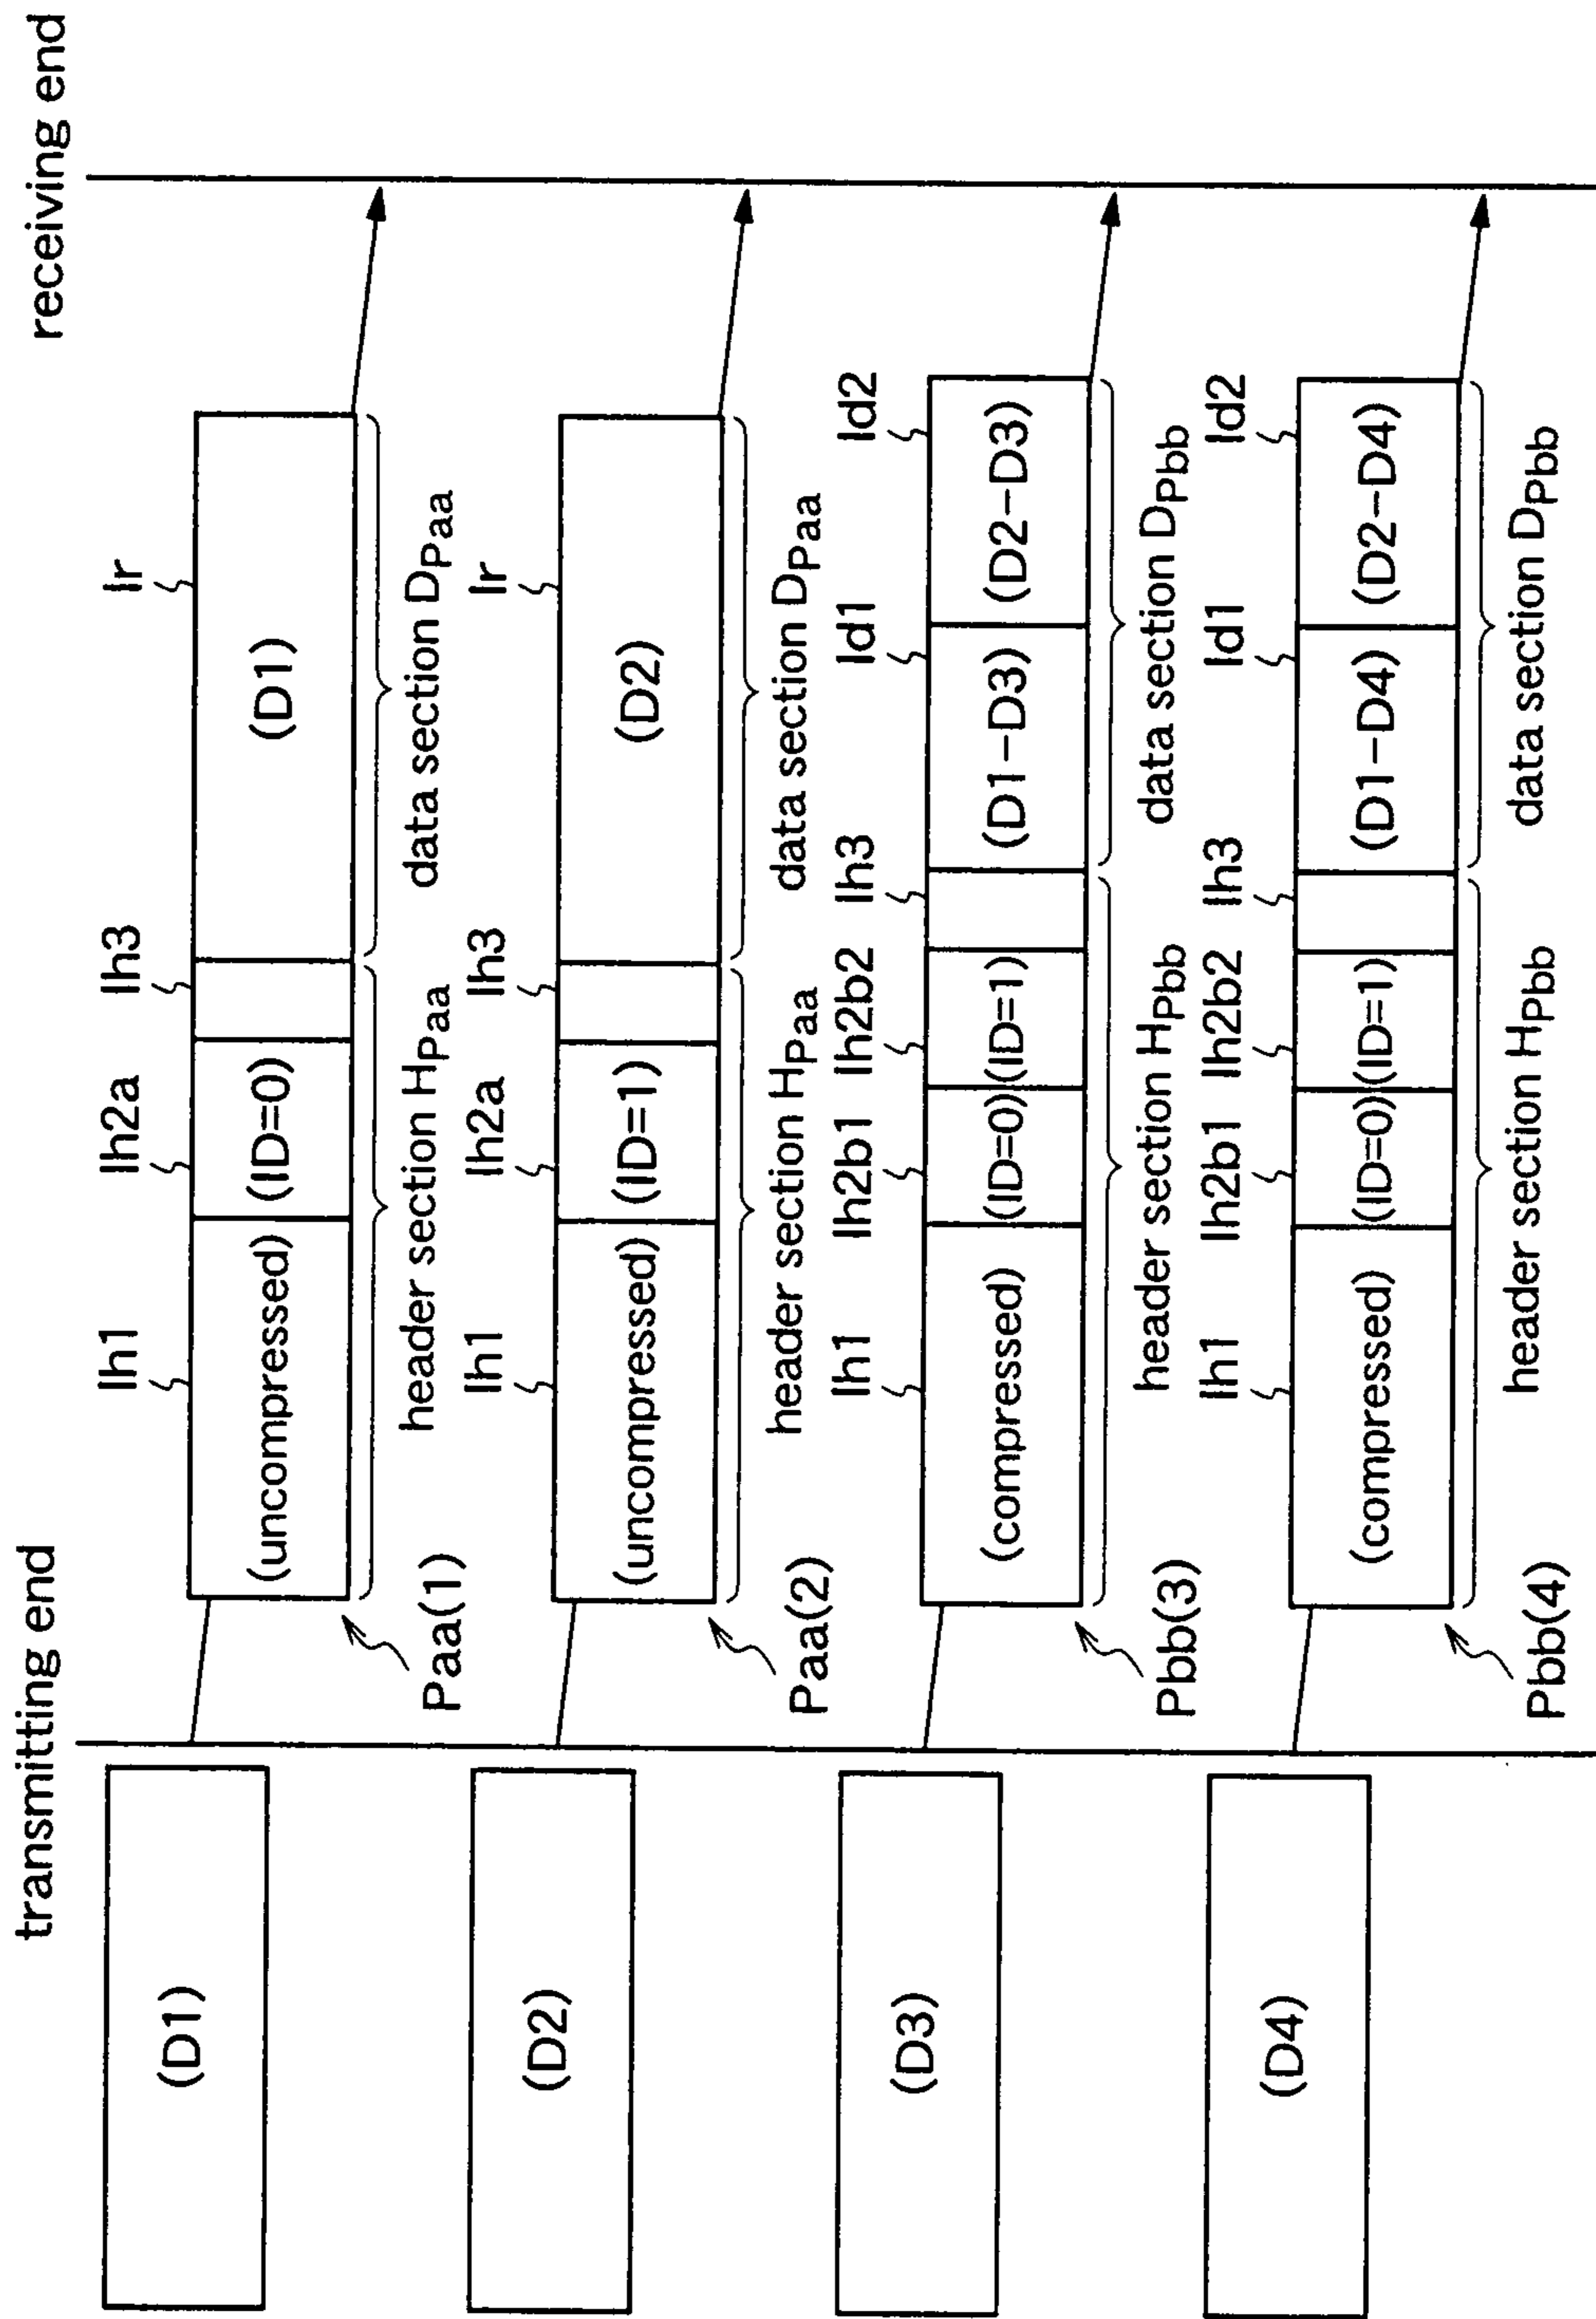 transmitting end
receiving end
(D1)
Ih1
Ih2a
Ih3
Ir
(uncompressed)
(ID=0)
(D1)
Paa(1)
header section HPaa
data section DPaa
(D2)
Ih1
Ih2a
Ih3
Ir
(uncompressed)
(ID=1)
(D2)
Paa(2)
header section HPaa
data section DPaa
(D3)
Ih1
Ih2b1
Ih2b2
Ih3
Id1
Id2
(compressed)
(ID=0)
(ID=1)
(D1-D3)
(D2-D3)
Pbb(3)
header section HPbb
data section DPbb
(D4)
Ih1
Ih2b1
Ih2b2
Ih3
Id1
Id2
(compressed)
(ID=0)
(ID=1)
(D1-D4)
(D2-D4)
Pbb(4)
header section HPbb
data section DPbb